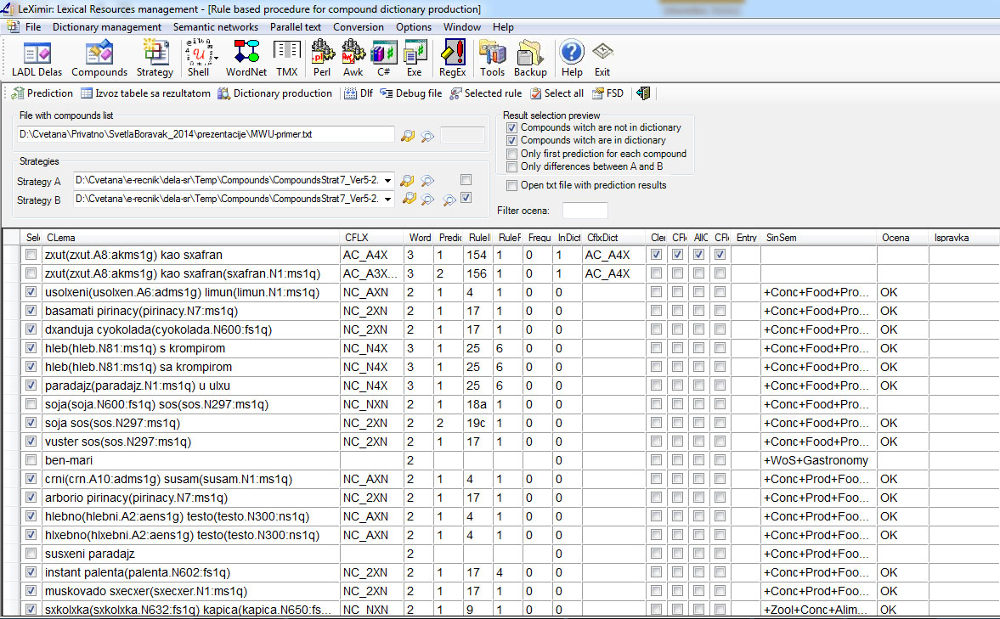 LeXimir: Lexical Resources management - [Rule based procedure for compound dictionary production]
File Dictionary management Semantic networks Parallel text Conversion Options Window Help
LADL Delas Compounds Strategy Shell WordNet TMX Perl Awk C# Exe RegEx Tools Backup Help Exit
Prediction Izvoz tabele sa rezultatom Dictionary production Dlf Debug file Selected rule Select all FSD
File with compounds list
D:\Cvetana\Privatno\SvetlaBoravak_2014\prezentacije\MWU-primer.txt
Strategies
Strategy A D:\Cvetana\e-recnik\dela-sr\Temp\Compounds\CompoundsStrat7_Ver5-2.
Strategy B D:\Cvetana\e-recnik\dela-sr\Temp\Compounds\CompoundsStrat7_Ver5-2.
Result selection preview
Compounds witch are not in dictionary
Compounds witch are in dictionary
Only first prediction for each compound
Only differences between A and B
Open txt file with prediction results
Filter ocena:
Sel CLema CFLX Word Predic RuleI RuleF Frequ InDict CflxDict Cler CFl AllC CFl Entry SinSem Ocena Ispravka
zxut(zxut.A8:akms1g) kao sxafran AC_A4X 3 1 154 1 0 1 AC_A4X
zxut(zxut.A8:akms1g) kao sxafran(sxafran.N1:ms1q) AC_A3X... 3 2 156 1 0 1 AC_A4X
usolxeni(usolxen.A6:adms1g) limun(limun.N1:ms1q) NC_AXN 2 1 4 1 0 0 +Conc+Food+Pro... OK
basamati pirinacy(pirinacy.N7:ms1q) NC_2XN 2 1 17 1 0 0 +Conc+Food+Pro... OK
dxanduja cyokolada(cyokolada.N600:fs1q) NC_2XN 2 1 17 1 0 0 +Conc+Food+Pro... OK
hleb(hleb.N81:ms1q) s krompirom NC_N4X 3 1 25 6 0 0 +Conc+Food+Pro... OK
hleb(hleb.N81:ms1q) sa krompirom NC_N4X 3 1 25 6 0 0 +Conc+Food+Pro... OK
paradajz(paradajz.N1:ms1q) u ulxu NC_N4X 3 1 25 6 0 0 +Conc+Food+Pro... OK
soja(soja.N600:fs1q) sos(sos.N297:ms1q) NC_NXN 2 1 18a 1 0 0 +Conc+Food+Pro...
soja sos(sos.N297:ms1q) NC_2XN 2 2 19c 1 0 0 +Conc+Food+Pro... OK
vuster sos(sos.N297:ms1q) NC_2XN 2 1 17 1 0 0 +Conc+Food+Pro... OK
ben-mari 2 0 +WoS+Gastronomy
crni(crn.A10:adms1g) susam(susam.N1:ms1q) NC_AXN 2 1 4 1 0 0 +Conc+Prod+Foo... OK
arborio pirinacy(pirinacy.N7:ms1q) NC_2XN 2 1 17 1 0 0 +Conc+Prod+Foo... OK
hlebno(hlebni.A2:aens1g) testo(testo.N300:ns1q) NC_AXN 2 1 4 1 0 0 +Conc+Prod+Foo... OK
hlxebno(hlxebni.A2:aens1g) testo(testo.N300:ns1q) NC_AXN 2 1 4 1 0 0 +Conc+Prod+Foo... OK
susxeni paradajz 2 0 +Conc+Prod+Foo...
instant palenta(palenta.N602:fs1q) NC_2XN 2 1 17 4 0 0 +Conc+Prod+Foo... OK
muskovado sxecxer(sxecxer.N1:ms1q) NC_2XN 2 1 17 1 0 0 +Conc+Prod+Foo... OK
sxkolxka(sxkolxka.N632:fs1q) kapica(kapica.N650:fs... NC_NXN 2 1 9 1 0 0 +Zool+Conc+Alim... OK